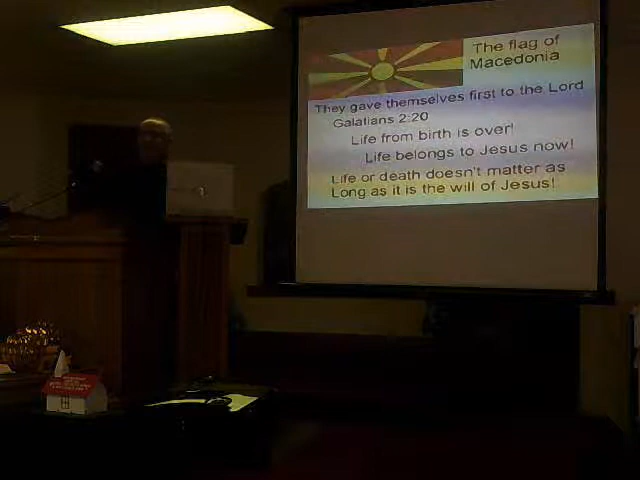 The flag of
Macedonia
They gave themselves first to the Lord
Galatians 2:20
Life from birth is over!
Life belongs to Jesus now!
Life or death doesn't matter as
Long as it is the will of Jesus!